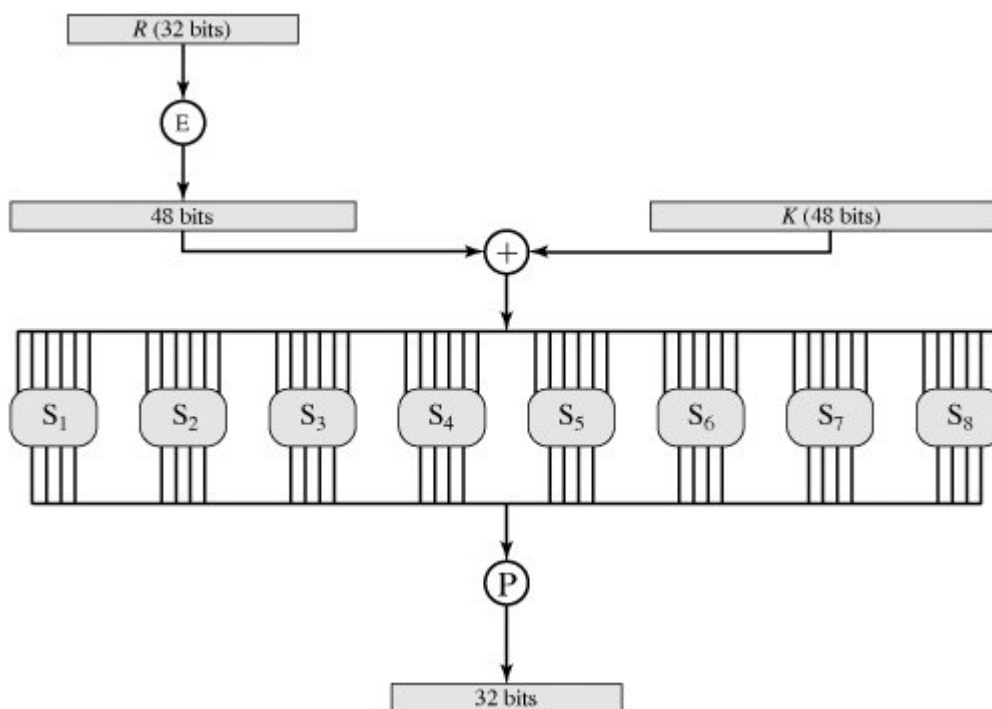 R (32 bits)
E
48 bits
K (48 bits)
+
S1 S2 S3 S4 S5 S6 S7 S8
P
32 bits